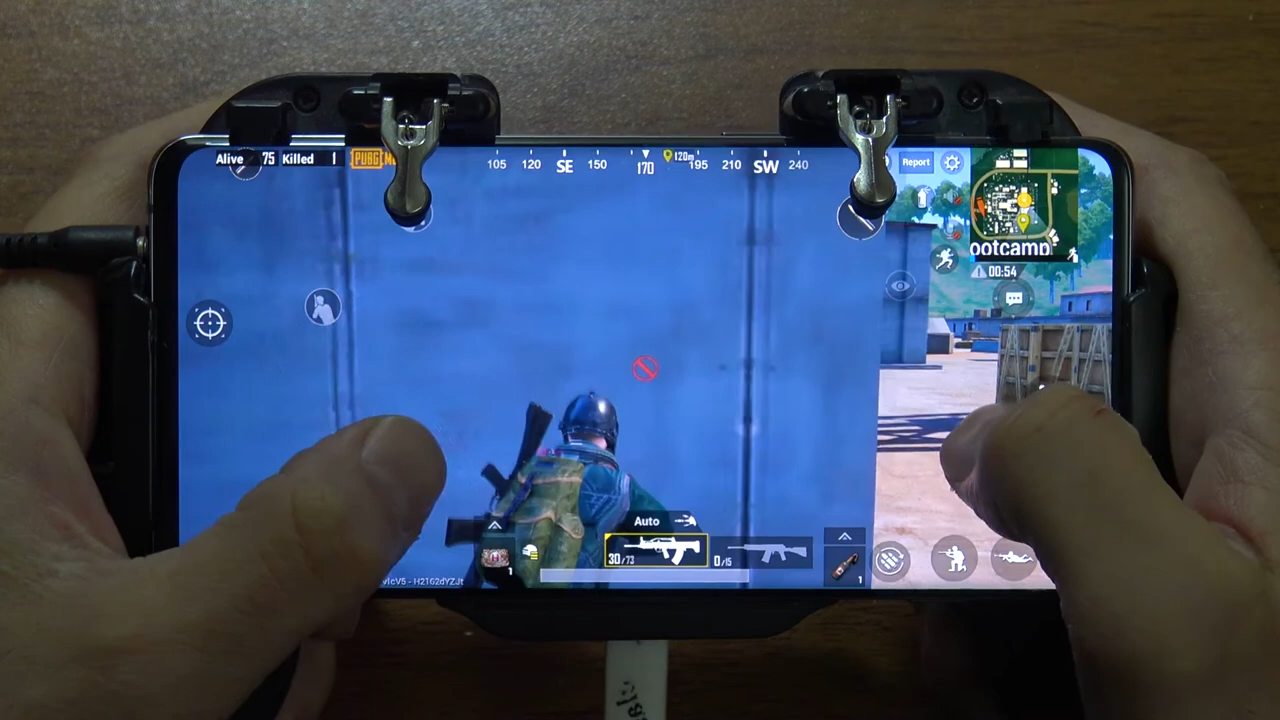 Alive 75 Killed 1 PUBG
105 120 SE 150 170 120m 195 210 SW 240
Report
ootcamp
00:54
Auto
30/73 0/15
1
1